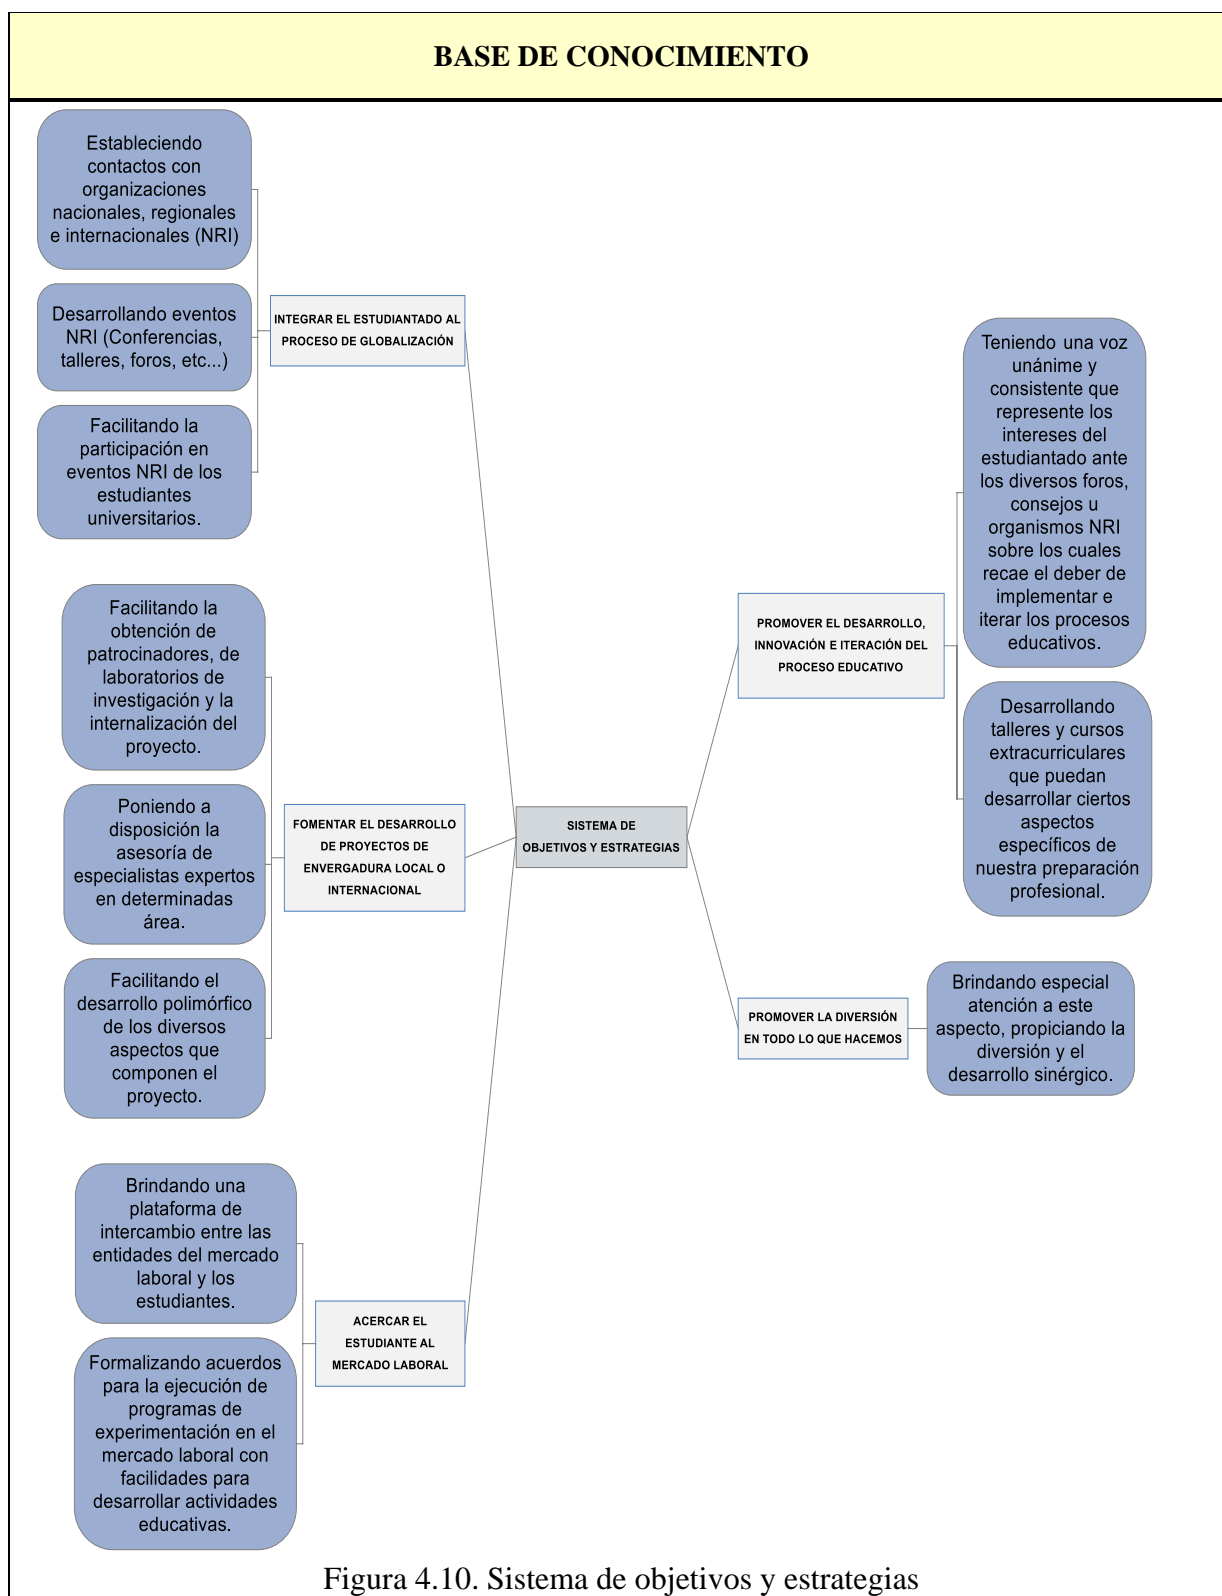 BASE DE CONOCIMIENTO
Estableciendo
contactos con
organizaciones
nacionales, regionales
e internacionales (NRI)
Desarrollando eventos
NRI (Conferencias,
talleres, foros, etc...)
Facilitando la
participación en
eventos NRI de los
estudiantes
universitarios.
INTEGRAR EL ESTUDIANTADO AL
PROCESO DE GLOBALIZACIÓN
Facilitando la
obtención de
patrocinadores, de
laboratorios de
investigación y la
internalización del
proyecto.
Poniendo a
disposición la
asesoría de
especialistas expertos
en determinadas
área.
Facilitando el
desarrollo polimórfico
de los diversos
aspectos que
componen el
proyecto.
FOMENTAR EL DESARROLLO
DE PROYECTOS DE
ENVERGADURA LOCAL O
INTERNACIONAL
Brindando una
plataforma de
intercambio entre las
entidades del mercado
laboral y los
estudiantes.
Formalizando acuerdos
para la ejecución de
programas de
experimentación en el
mercado laboral con
facilidades para
desarrollar actividades
educativas.
ACERCAR EL
ESTUDIANTE AL
MERCADO LABORAL
SISTEMA DE
OBJETIVOS Y ESTRATEGIAS
PROMOVER EL DESARROLLO,
INNOVACIÓN E ITERACIÓN DEL
PROCESO EDUCATIVO
Teniendo una voz
unánime y
consistente que
represente los
intereses del
estudiantado ante
los diversos foros,
consejos u
organismos NRI
sobre los cuales
recae el deber de
implementar e
iterar los procesos
educativos.
Desarrollando
talleres y cursos
extracurriculares
que puedan
desarrollar ciertos
aspectos
específicos de
nuestra preparación
profesional.
PROMOVER LA DIVERSIÓN
EN TODO LO QUE HACEMOS
Brindando especial
atención a este
aspecto, propiciando la
diversión y el
desarrollo sinérgico.
Figura 4.10. Sistema de objetivos y estrategias